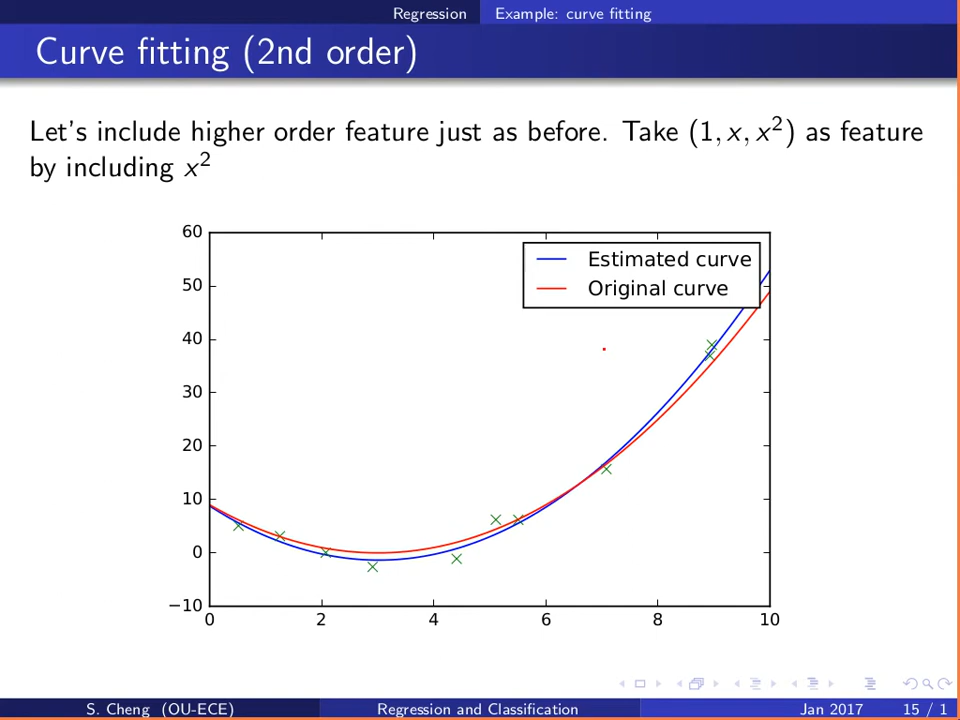 Regression Example: curve fitting
Curve fitting (2nd order)
Let's include higher order feature just as before. Take (1, x, x²) as feature
by including x²
60
50
40
30
20
10
0
−10
0 2 4 6 8 10
Estimated curve
Original curve
S. Cheng (OU-ECE) Regression and Classification Jan 2017 15 / 1